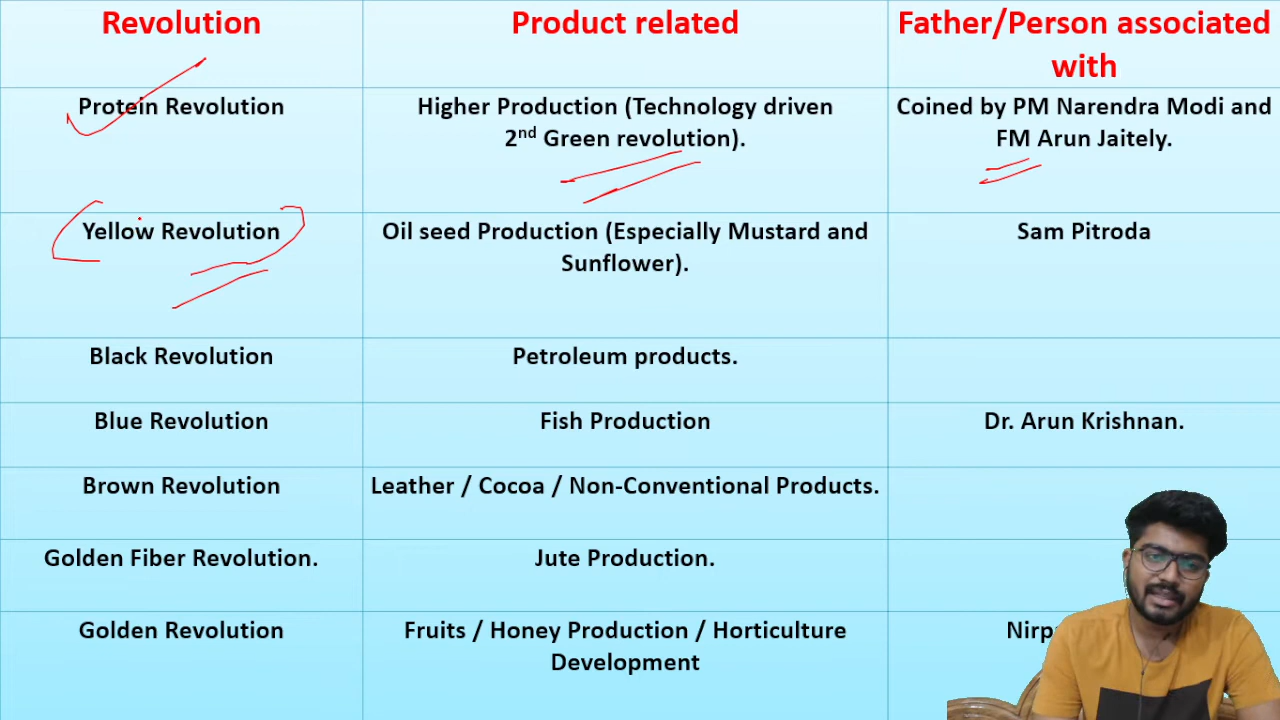 Revolution
Product related
Father/Person associated
with
Protein Revolution
Higher Production (Technology driven
2nd Green revolution).
Coined by PM Narendra Modi and
FM Arun Jaitely.
Yellow Revolution
Oil seed Production (Especially Mustard and
Sunflower).
Sam Pitroda
Black Revolution
Petroleum products.
Blue Revolution
Fish Production
Dr. Arun Krishnan.
Brown Revolution
Leather / Cocoa / Non-Conventional Products.
Golden Fiber Revolution.
Jute Production.
Golden Revolution
Fruits / Honey Production / Horticulture
Development